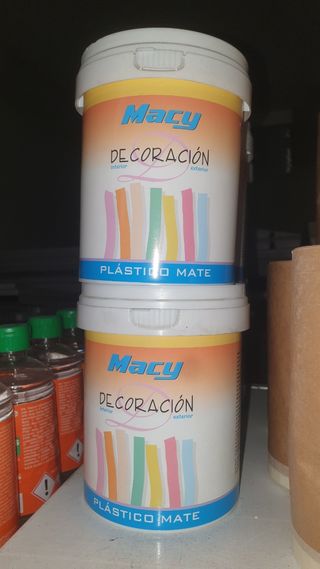 Macy
DECORACIÓN
interior exterior
PLÁSTICO MATE
Macy
DECORACIÓN
interior exterior
PLÁSTICO MATE